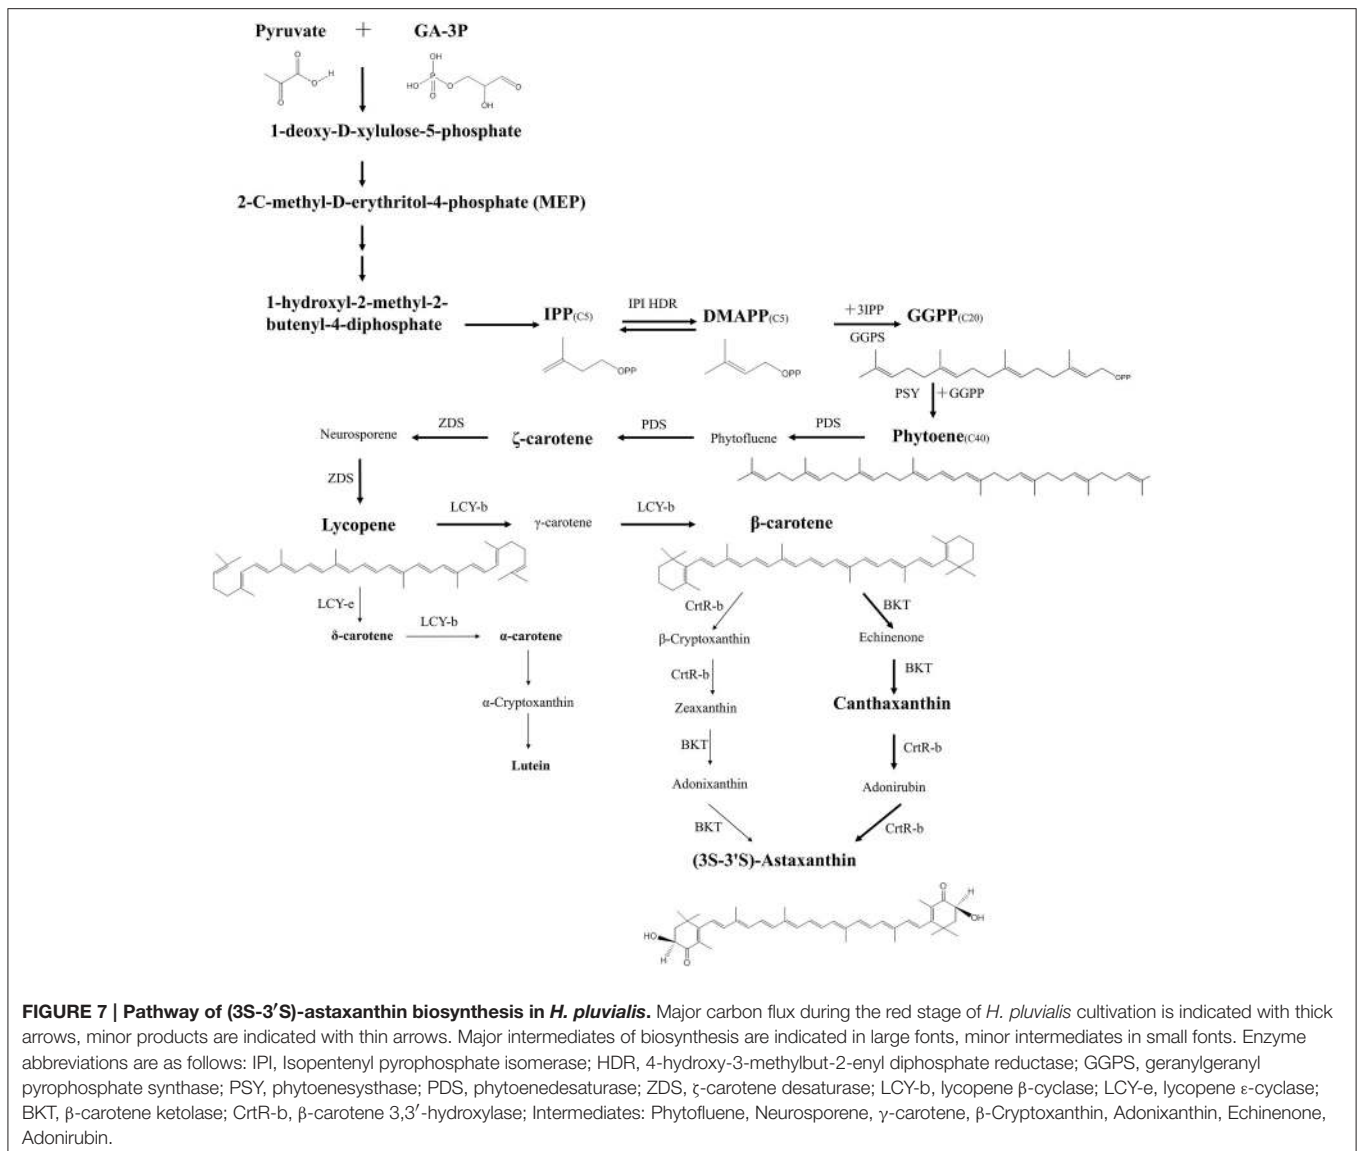 Pyruvate + GA-3P
OH
O
H
O
HO P O O
O
O OH
1-deoxy-D-xylulose-5-phosphate
2-C-methyl-D-erythritol-4-phosphate (MEP)
1-hydroxyl-2-methyl-2-
butenyl-4-diphosphate
IPP(C5)
IPI HDR
DMAPP(C5)
+3IPP
GGPS
GGPP(C20)
OPP
OPP
OPP
PSY +GGPP
Neurosporene
ZDS
ζ-carotene
PDS
Phytofluene
PDS
Phytoene(C40)
ZDS
Lycopene
LCY-b
γ-carotene
LCY-b
β-carotene
LCY-e
δ-carotene
LCY-b
α-carotene
α-Cryptoxanthin
Lutein
CrtR-b
β-Cryptoxanthin
CrtR-b
Zeaxanthin
BKT
Adonixanthin
BKT
BKT
Echinenone
BKT
Canthaxanthin
CrtR-b
Adonirubin
CrtR-b
(3S-3'S)-Astaxanthin
O H
OH
HO
H O
FIGURE 7 | Pathway of (3S-3′S)-astaxanthin biosynthesis in H. pluvialis. Major carbon flux during the red stage of H. pluvialis cultivation is indicated with thick
arrows, minor products are indicated with thin arrows. Major intermediates of biosynthesis are indicated in large fonts, minor intermediates in small fonts. Enzyme
abbreviations are as follows: IPI, Isopentenyl pyrophosphate isomerase; HDR, 4-hydroxy-3-methylbut-2-enyl diphosphate reductase; GGPS, geranylgeranyl
pyrophosphate synthase; PSY, phytoenesysthase; PDS, phytoenedesaturase; ZDS, ζ-carotene desaturase; LCY-b, lycopene β-cyclase; LCY-e, lycopene ε-cyclase;
BKT, β-carotene ketolase; CrtR-b, β-carotene 3,3′-hydroxylase; Intermediates: Phytofluene, Neurosporene, γ-carotene, β-Cryptoxanthin, Adonixanthin, Echinenone,
Adonirubin.